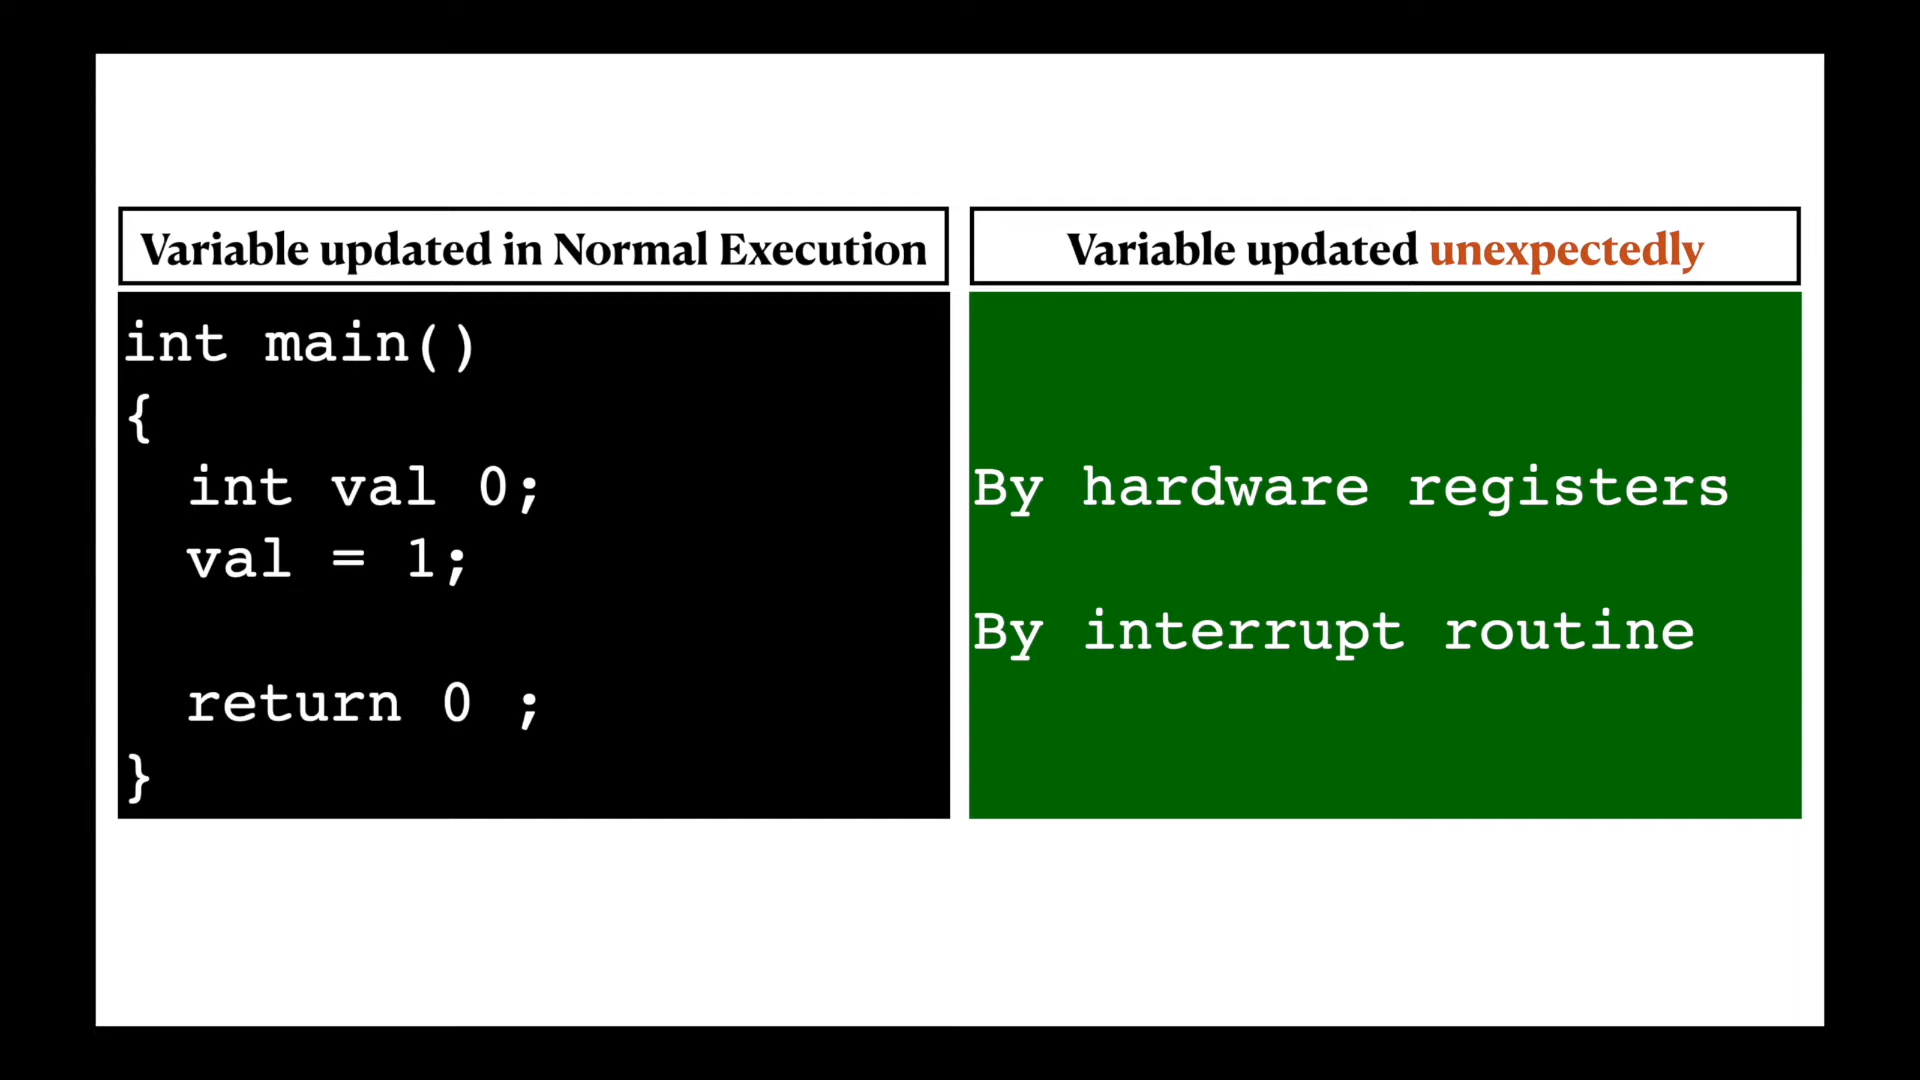 Variable updated in Normal Execution
int main()
{
int val 0;
val = 1;
return 0 ;
}
Variable updated unexpectedly
By hardware registers
By interrupt routine